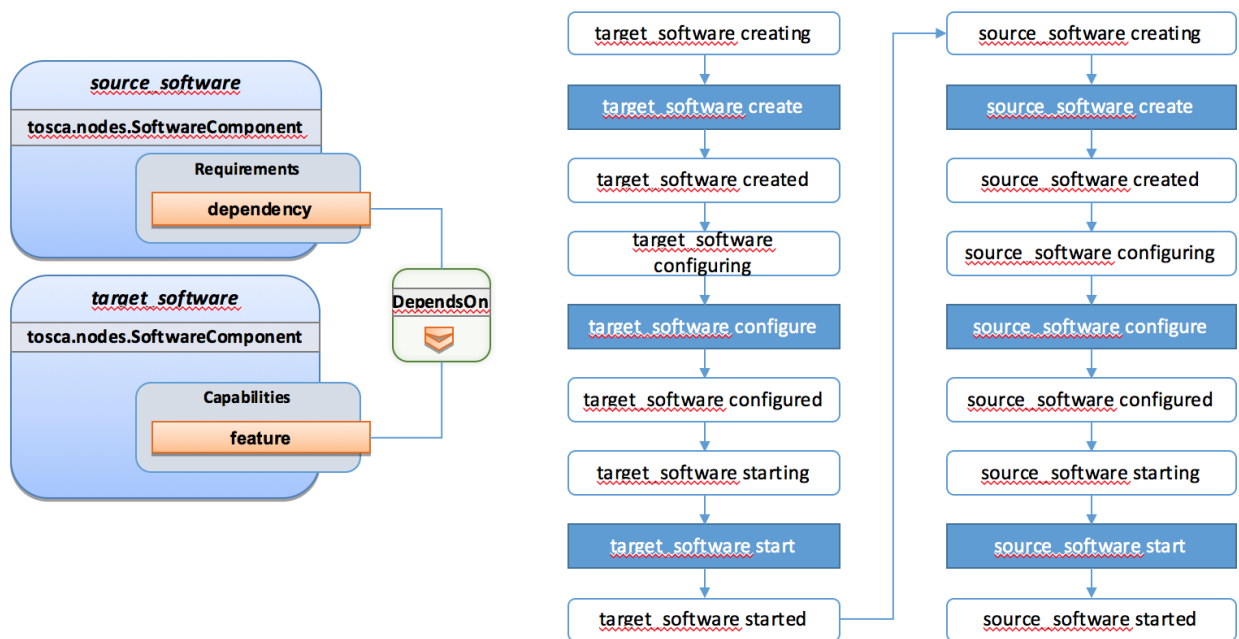 source_software
tosca.nodes.SoftwareComponent
Requirements
dependency
target_software
tosca.nodes.SoftwareComponent
Capabilities
feature
DependsOn
target_software creating
target_software create
target_software created
target_software
configuring
target_software configure
target_software configured
target_software starting
target_software start
target_software started
source_software creating
source_software create
source_software created
source_software configuring
source_software configure
source_software configured
source_software starting
source_software start
source_software started